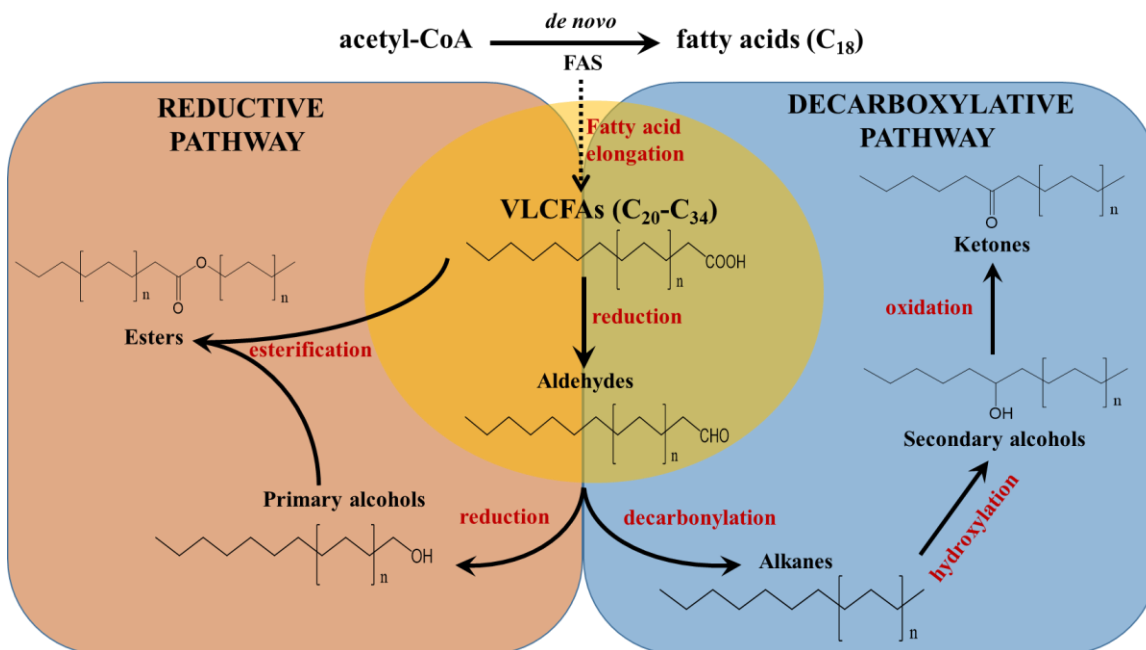 de novo
acetyl-CoA
fatty acids (C18)
FAS
REDUCTIVE
PATHWAY
DECARBOXYLATIVE
PATHWAY
Fatty acid
elongation
VLCFAs (C20-C34)
COOH
n
O
O
n
n
Esters
esterification
reduction
Aldehydes
CHO
n
O
n
Ketones
oxidation
OH
n
Secondary alcohols
Primary alcohols
reduction
decarbonylation
hydroxylation
OH
n
Alkanes
n